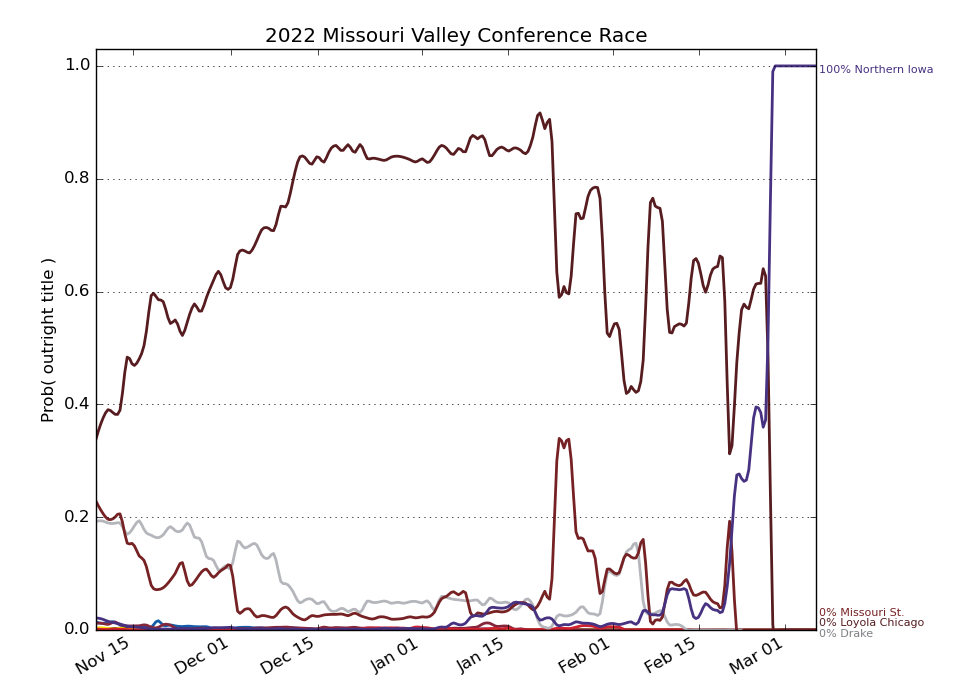 2022 Missouri Valley Conference Race
1.0
0.8
0.6
0.4
0.2
0.0
Prob( outright title )
100% Northern Iowa
0% Missouri St.
0% Loyola Chicago
0% Drake
Nov 15
Dec 01
Dec 15
Jan 01
Jan 15
Feb 01
Feb 15
Mar 01